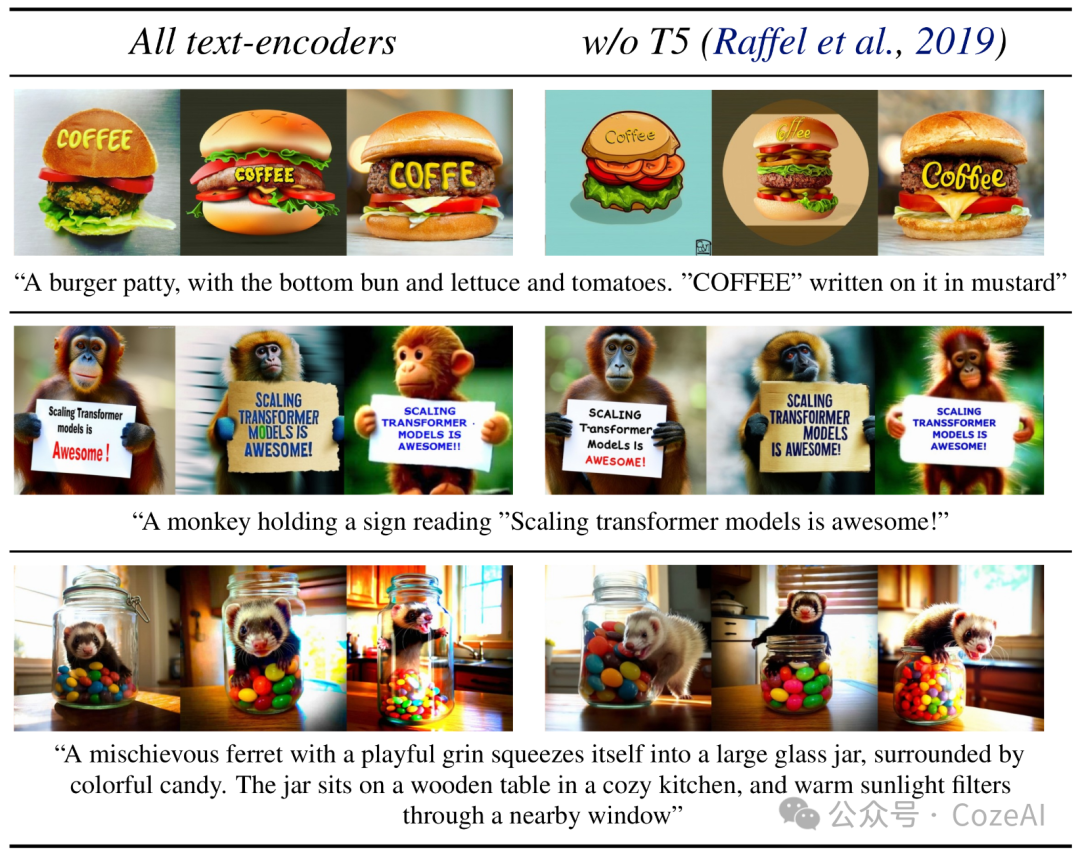 All text-encoders
w/o T5 (Raffel et al., 2019)
COFFEE
COFFEE
COFFE
Coffee
Coffee
“A burger patty, with the bottom bun and lettuce and tomatoes. ”COFFEE” written on it in mustard”
Scaling Transformer
models is
Awesome !
SCALING
TRANSFORMER
MODELS IS
AWESOME!
SCALING
TRANSFORMER
MODELS IS
AWESOME!!
SCALING
Transformer
Models Is
AWESOME!
SCALING
TRANSFOIRMER
MODELS
IS AWESOME!
SCALING
TRANSSFORMER
MODELS IS
AWESOME!
“A monkey holding a sign reading ”Scaling transformer models is awesome!”
“A mischievous ferret with a playful grin squeezes itself into a large glass jar, surrounded by
colorful candy. The jar sits on a wooden table in a cozy kitchen, and warm sunlight filters
through a nearby window”
公众号 · CozeAI